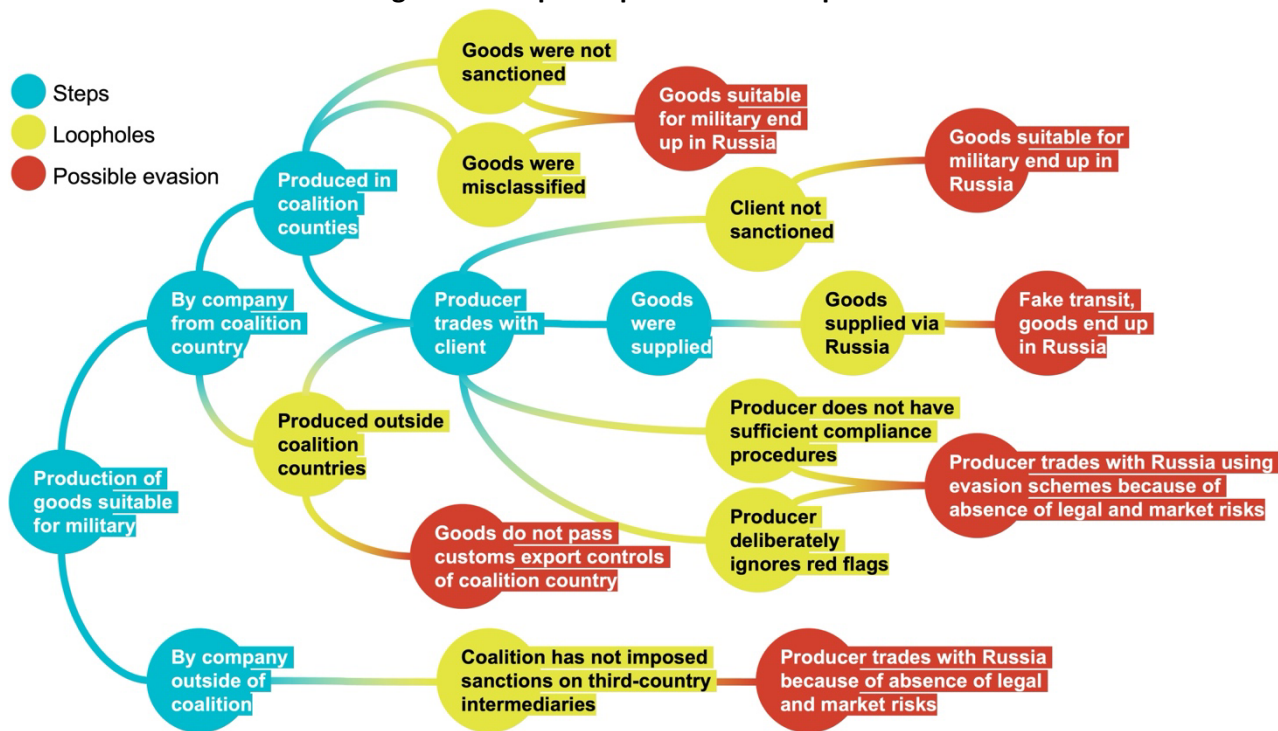 Steps
Loopholes
Possible evasion
Goods were not
sanctioned
Goods were
misclassified
Goods suitable
for military end
up in Russia
Goods suitable for
military end up in
Russia
Produced in
coalition
counties
Client not
sanctioned
By company
from coalition
country
Producer
trades with
client
Goods
were
supplied
Goods
supplied via
Russia
Fake transit,
goods end up
in Russia
Produced outside
coalition
countries
Producer does not have
sufficient compliance
procedures
Production of
goods suitable
for military
Goods do not pass
customs export controls
of coalition country
Producer
deliberately
ignores red flags
Producer trades with Russia using
evasion schemes because of
absence of legal and market risks
By company
outside of
coalition
Coalition has not imposed
sanctions on third-country
intermediaries
Producer trades with Russia
because of absence of legal
and market risks